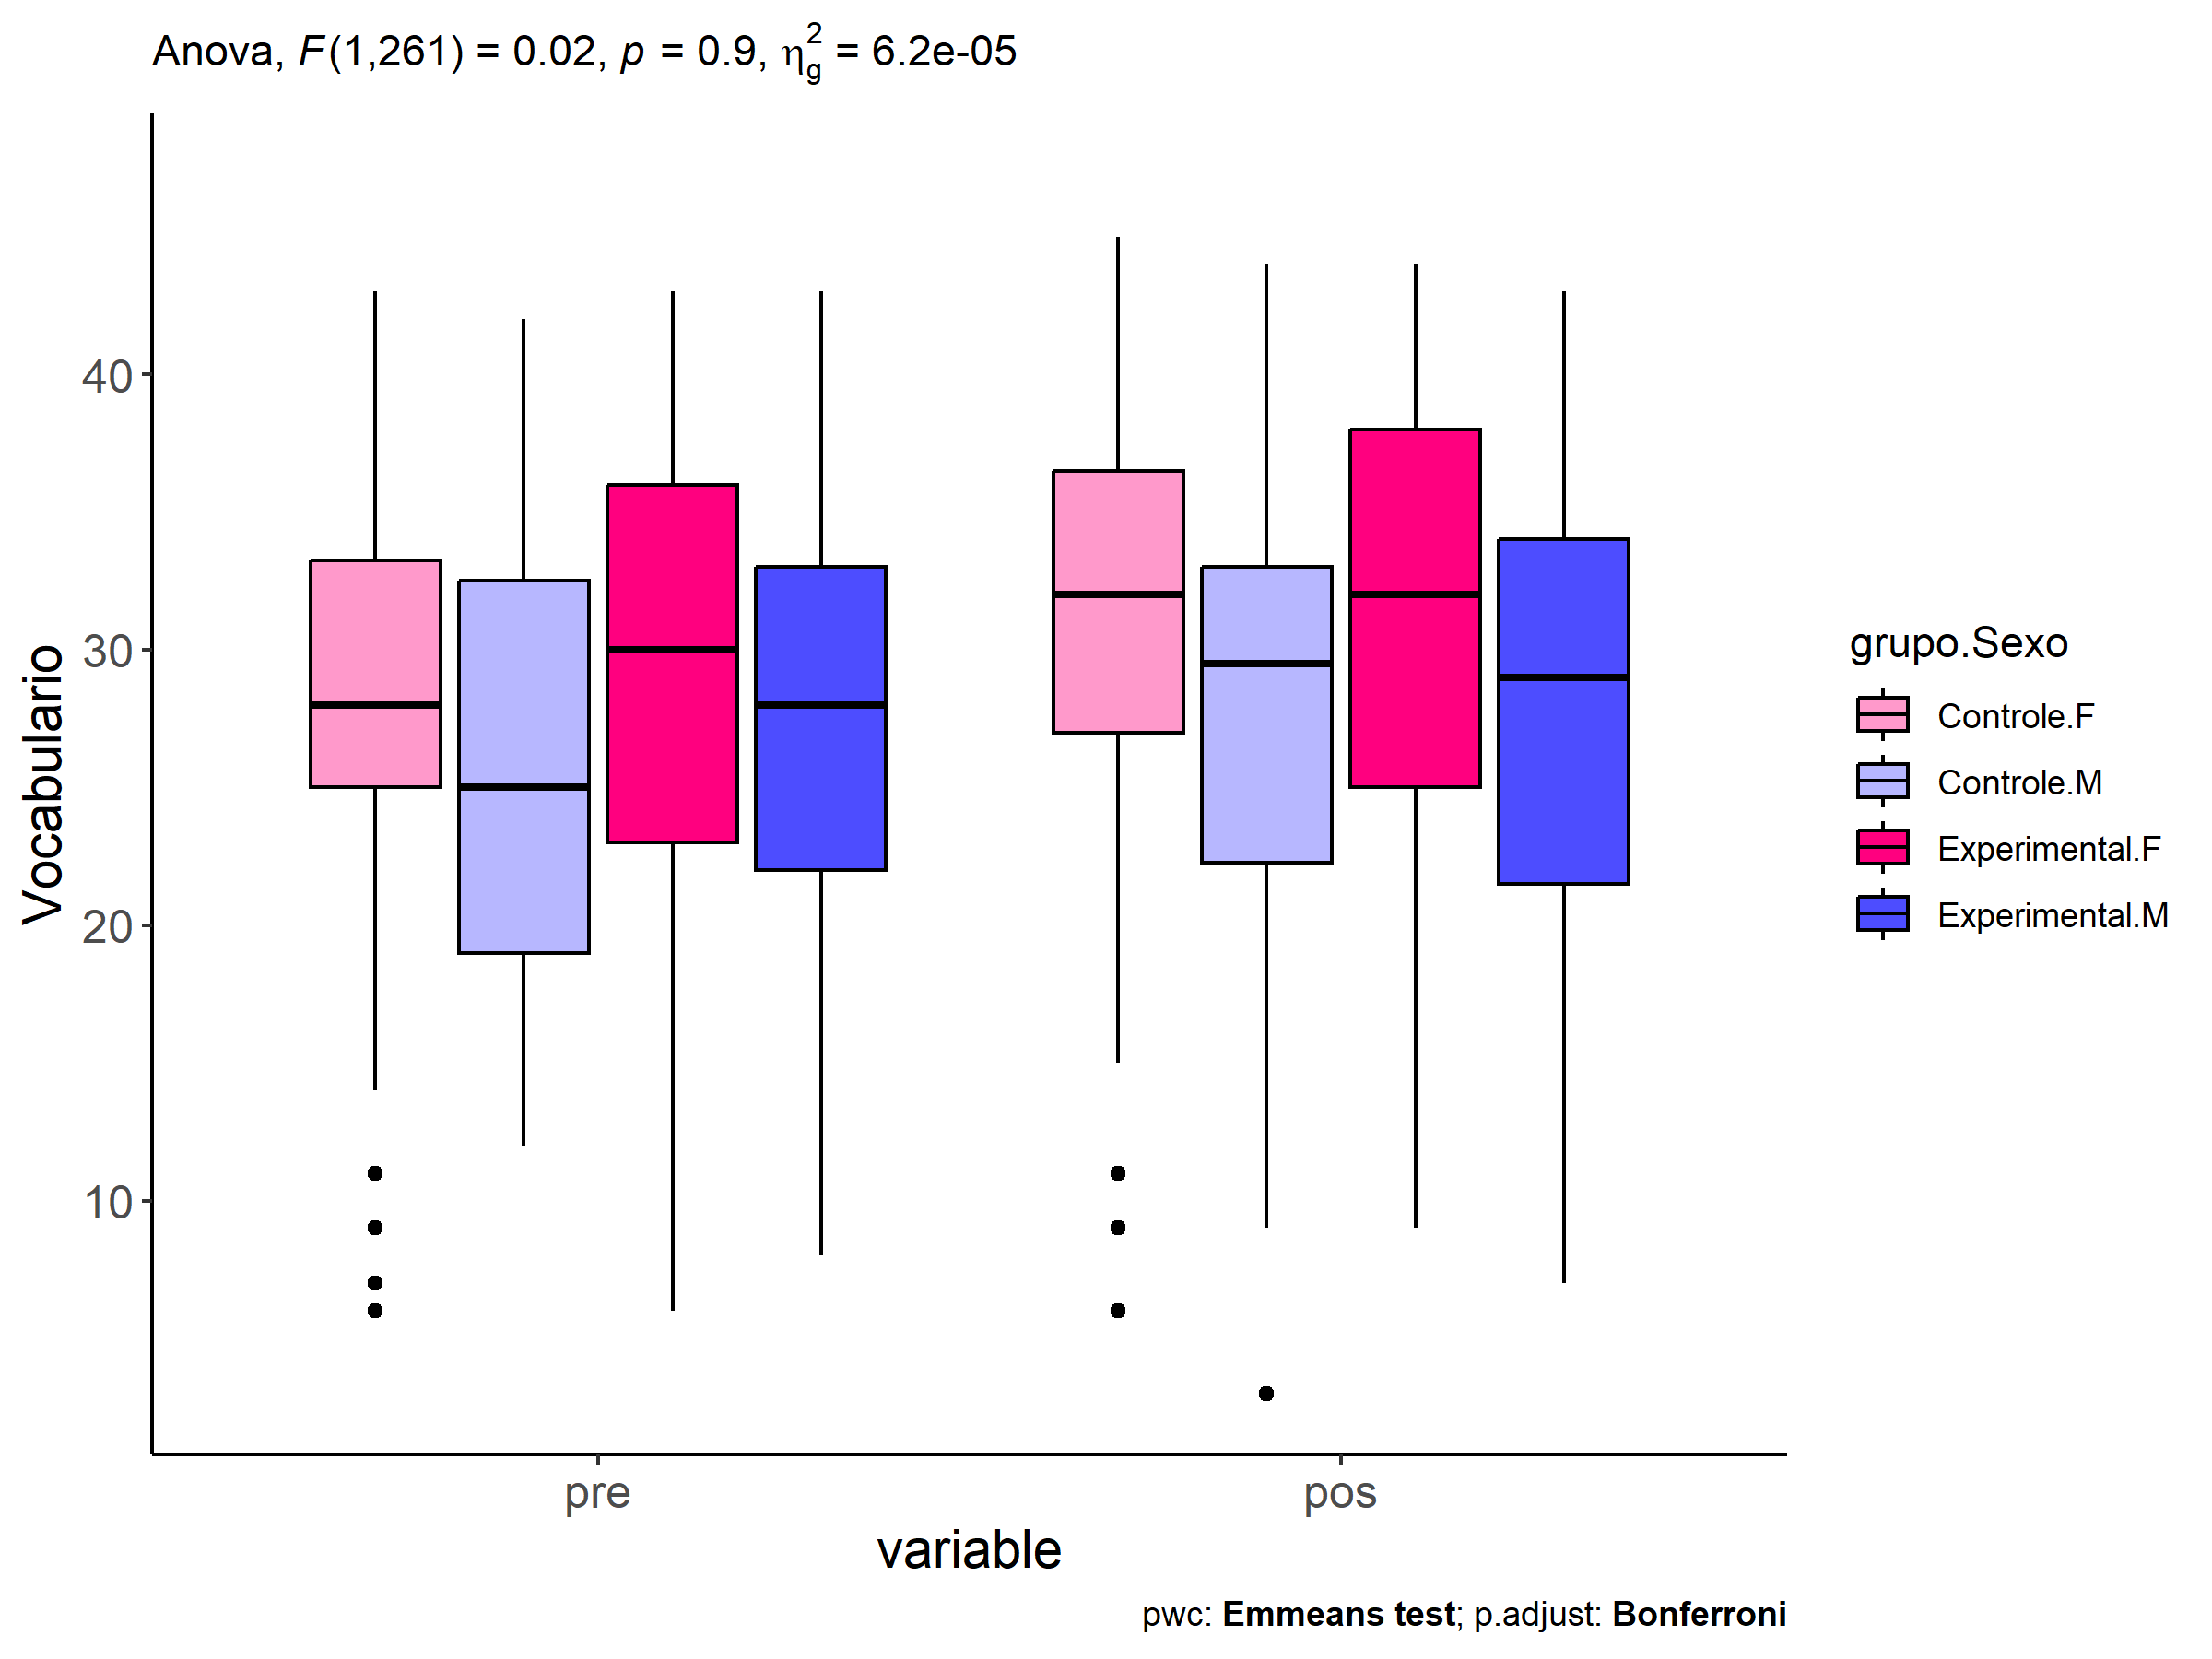 Anova, F(1,261) = 0.02, p = 0.9, η²g = 6.2e-05
Vocabulario
40
30
20
10
pre
pos
variable
grupo.Sexo
Controle.F
Controle.M
Experimental.F
Experimental.M
pwc: Emmeans test; p.adjust: Bonferroni